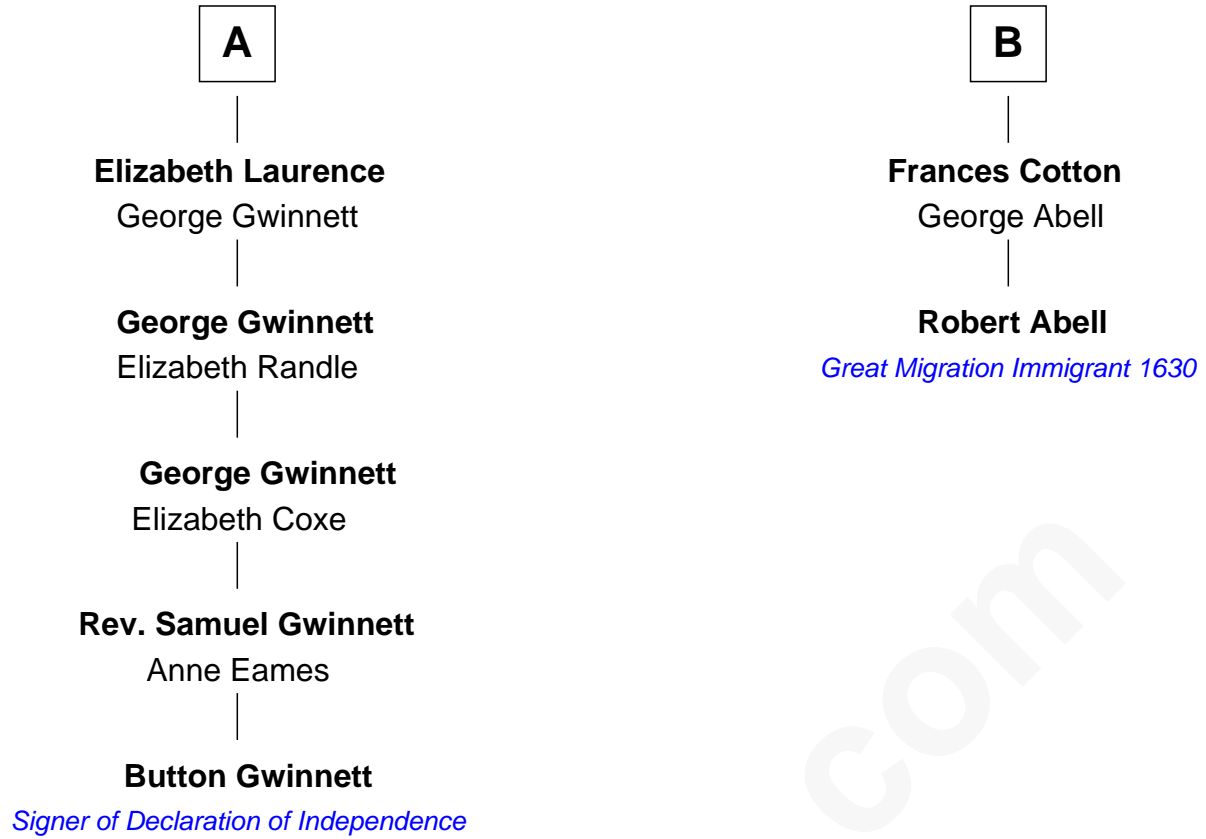 A
Elizabeth Laurence
George Gwinnett
George Gwinnett
Elizabeth Randle
George Gwinnett
Elizabeth Coxe
Rev. Samuel Gwinnett
Anne Eames
Button Gwinnett
Signer of Declaration of Independence
B
Frances Cotton
George Abell
Robert Abell
Great Migration Immigrant 1630
com